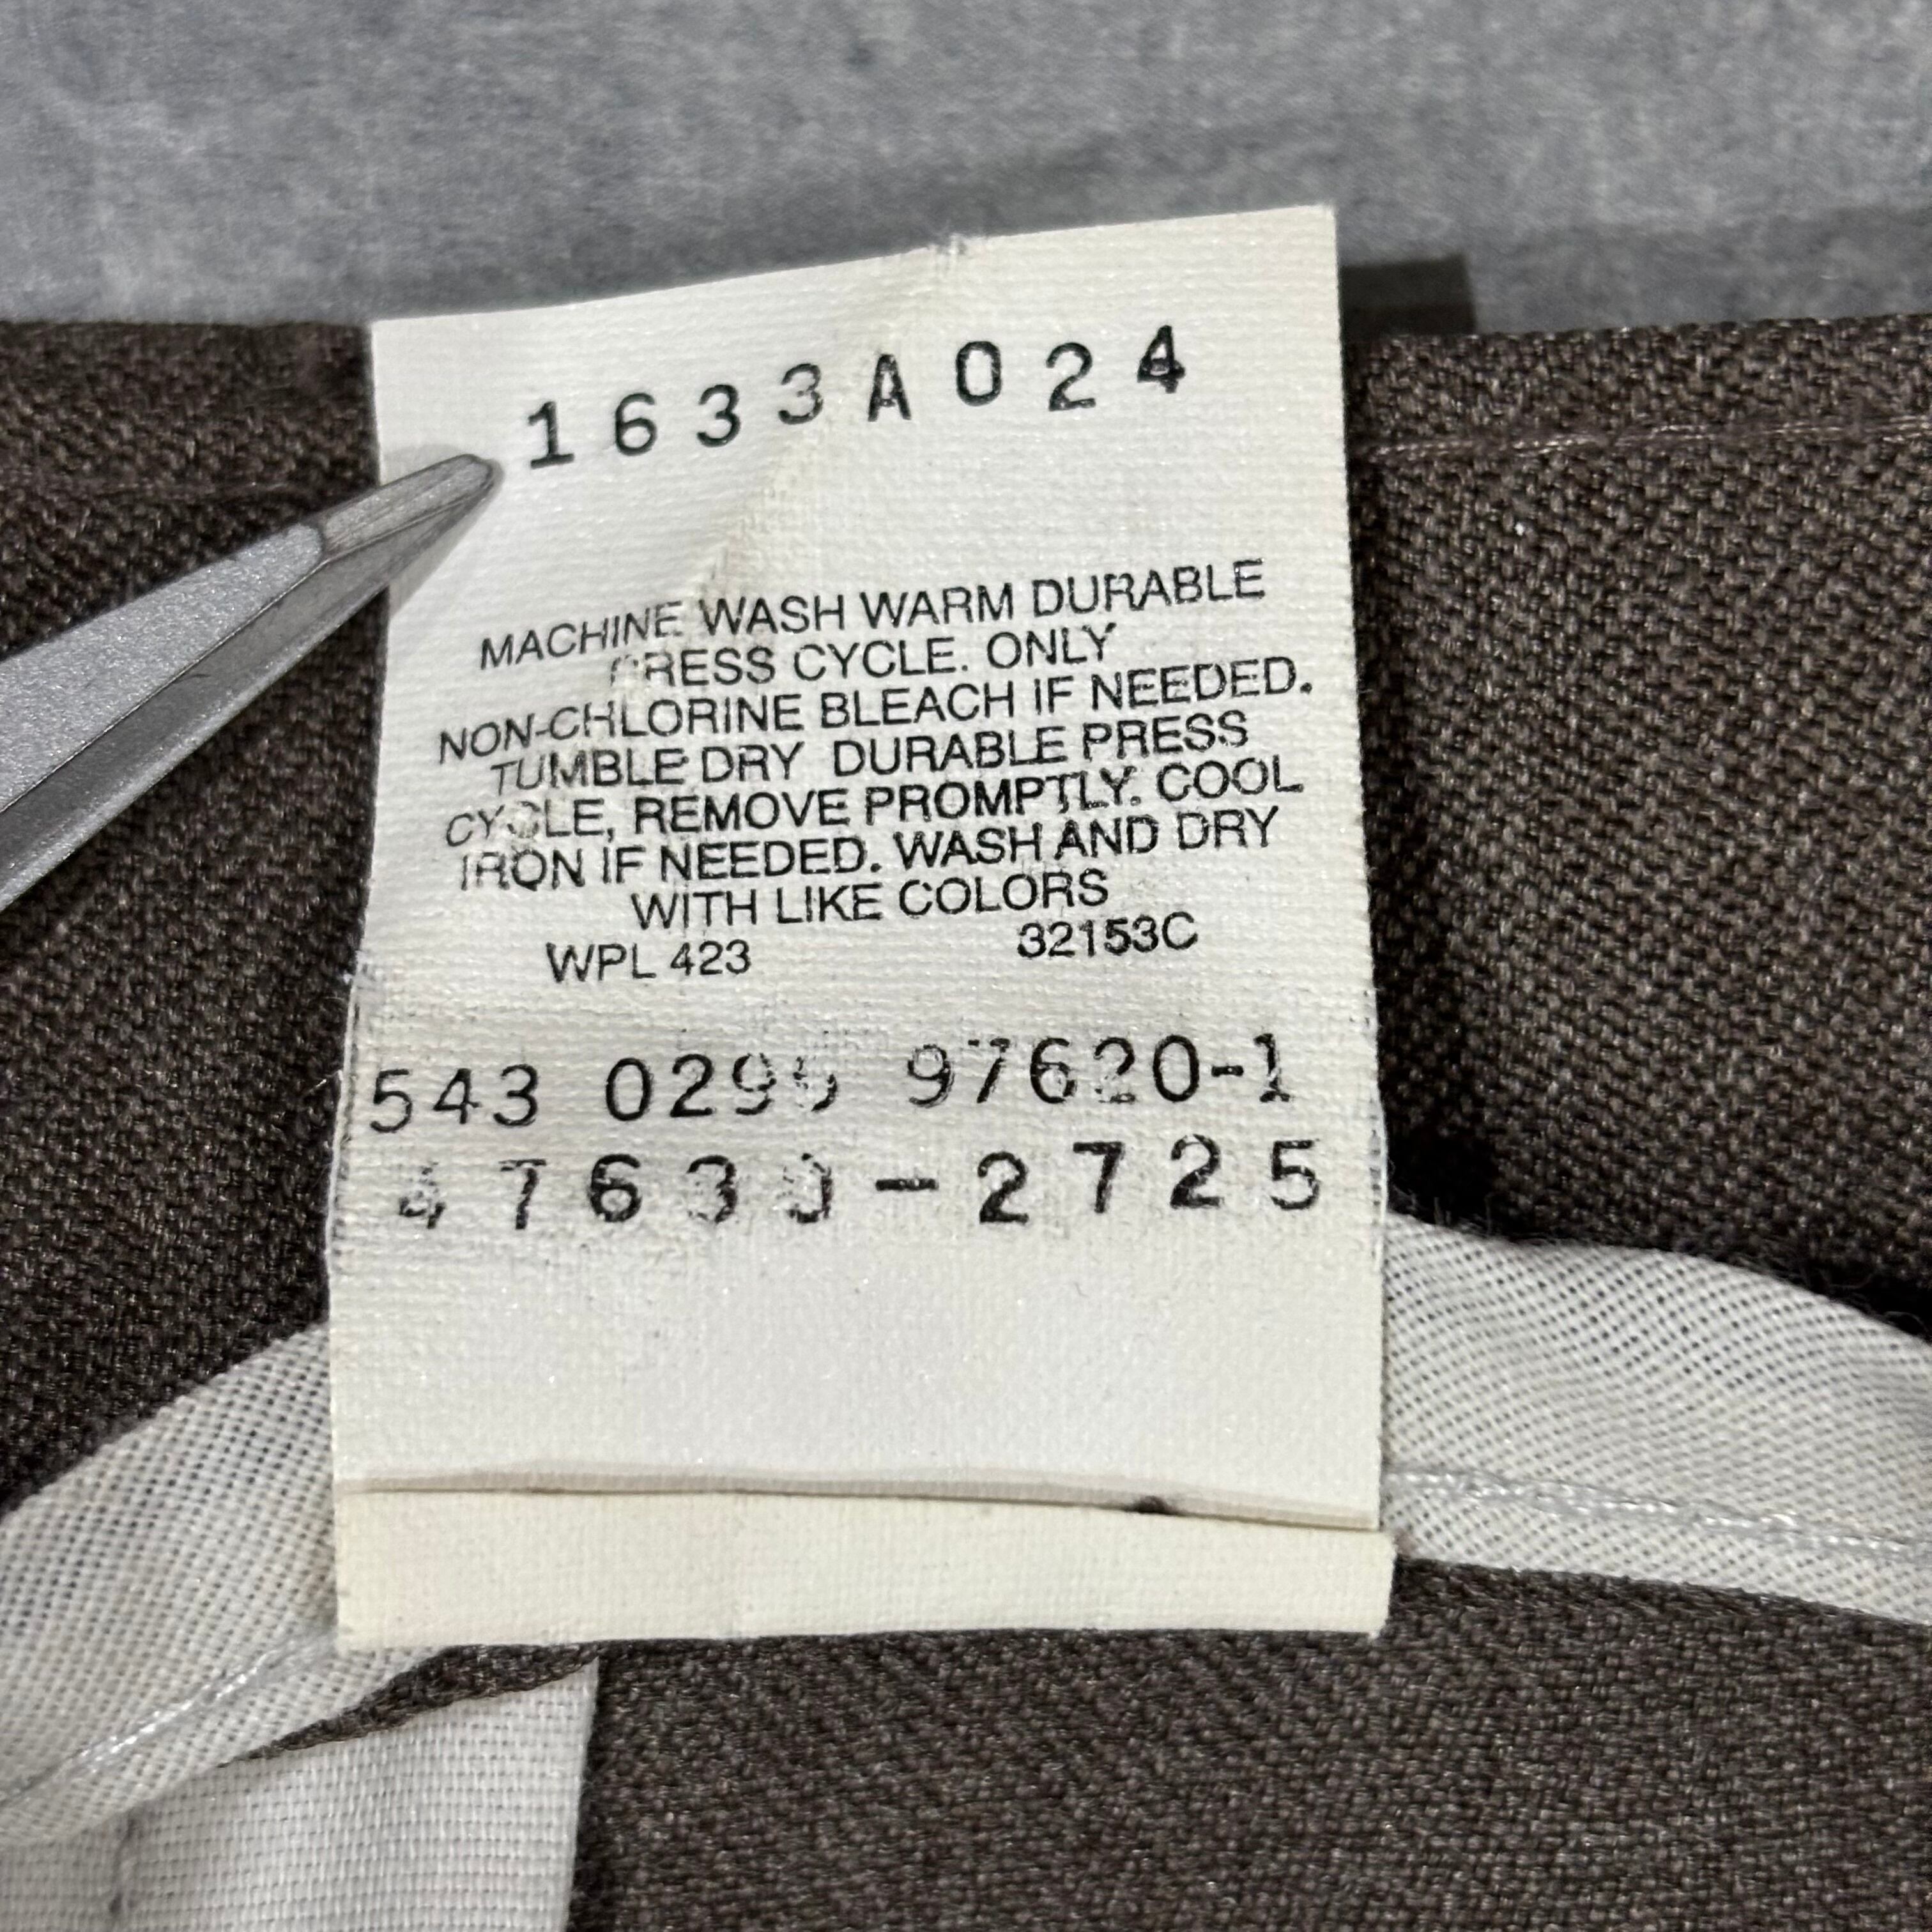 1633A024
MACHINE WASH WARM DURABLE
PRESS CYCLE. ONLY
NON-CHLORINE BLEACH IF NEEDED.
TUMBLE DRY DURABLE PRESS
CYCLE, REMOVE PROMPTLY. COOL
IRON IF NEEDED. WASH AND DRY
WITH LIKE COLORS
WPL 423 32153C
543 97620-1